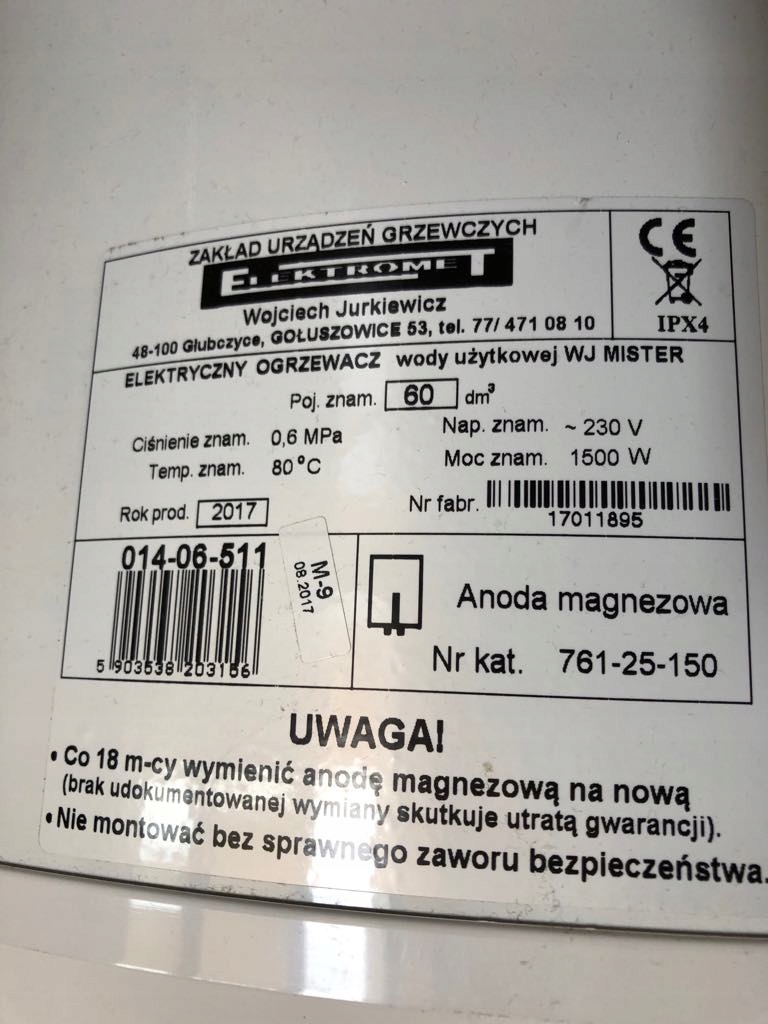 ZAKŁAD URZĄDZEŃ GRZEWCZYCH
ELEKTROMET
Wojciech Jurkiewicz
48-100 Głubczyce, GOŁUSZOWICE 53, tel. 77/ 471 08 10
CE
IPX4
ELEKTRYCZNY OGRZEWACZ wody użytkowej WJ MISTER
Poj. znam. 60 dm³
Ciśnienie znam. 0,6 MPa
Nap. znam. ~ 230 V
Temp. znam. 80°C
Moc znam. 1500 W
Rok prod. 2017
Nr fabr.
17011895
014-06-511
5 903538 203156
M-9
08.2017
Anoda magnezowa
Nr kat. 761-25-150
UWAGA!
• Co 18 m-cy wymienić anodę magnezową na nową
(brak udokumentowanej wymiany skutkuje utratą gwarancji).
• Nie montować bez sprawnego zaworu bezpieczeństwa.